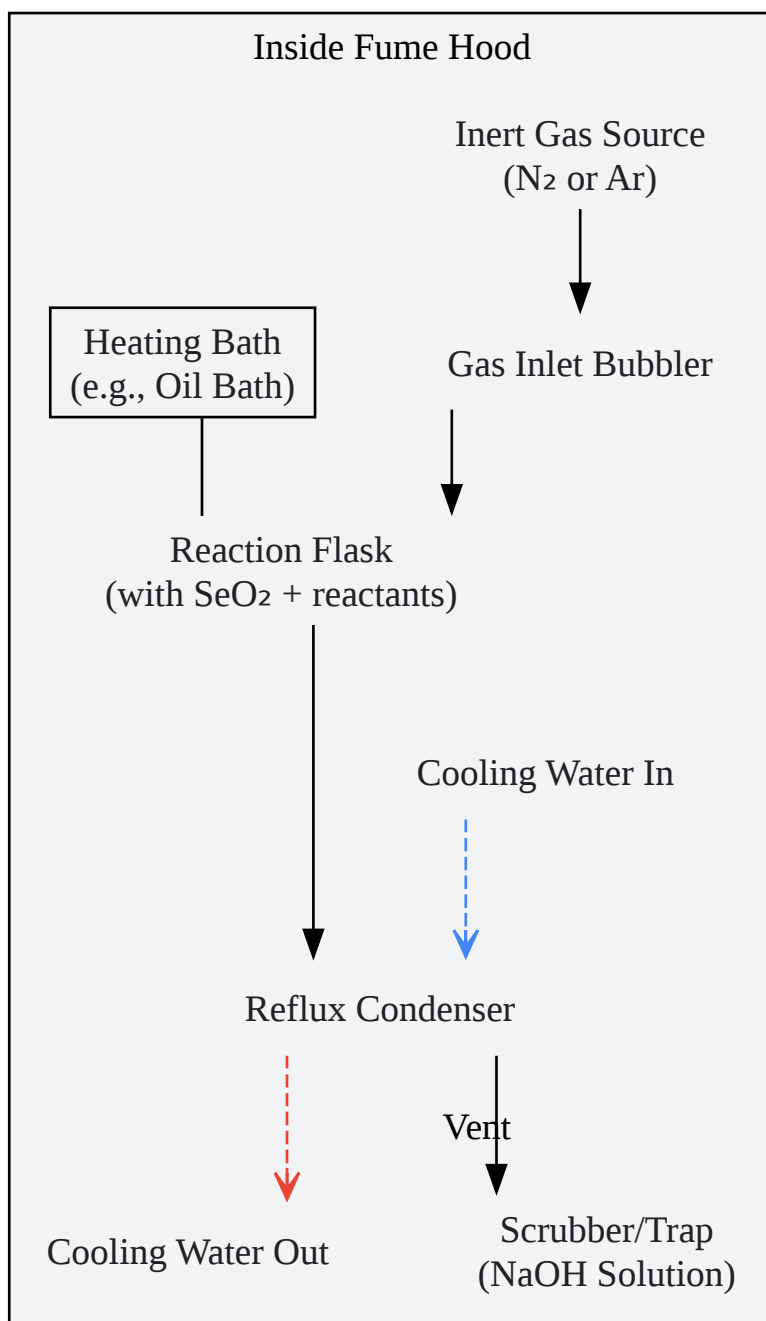 Inside Fume Hood
Inert Gas Source
(N₂ or Ar)
Heating Bath
(e.g., Oil Bath)
Gas Inlet Bubbler
Reaction Flask
(with SeO₂ + reactants)
Cooling Water In
Reflux Condenser
Vent
Cooling Water Out
Scrubber/Trap
(NaOH Solution)